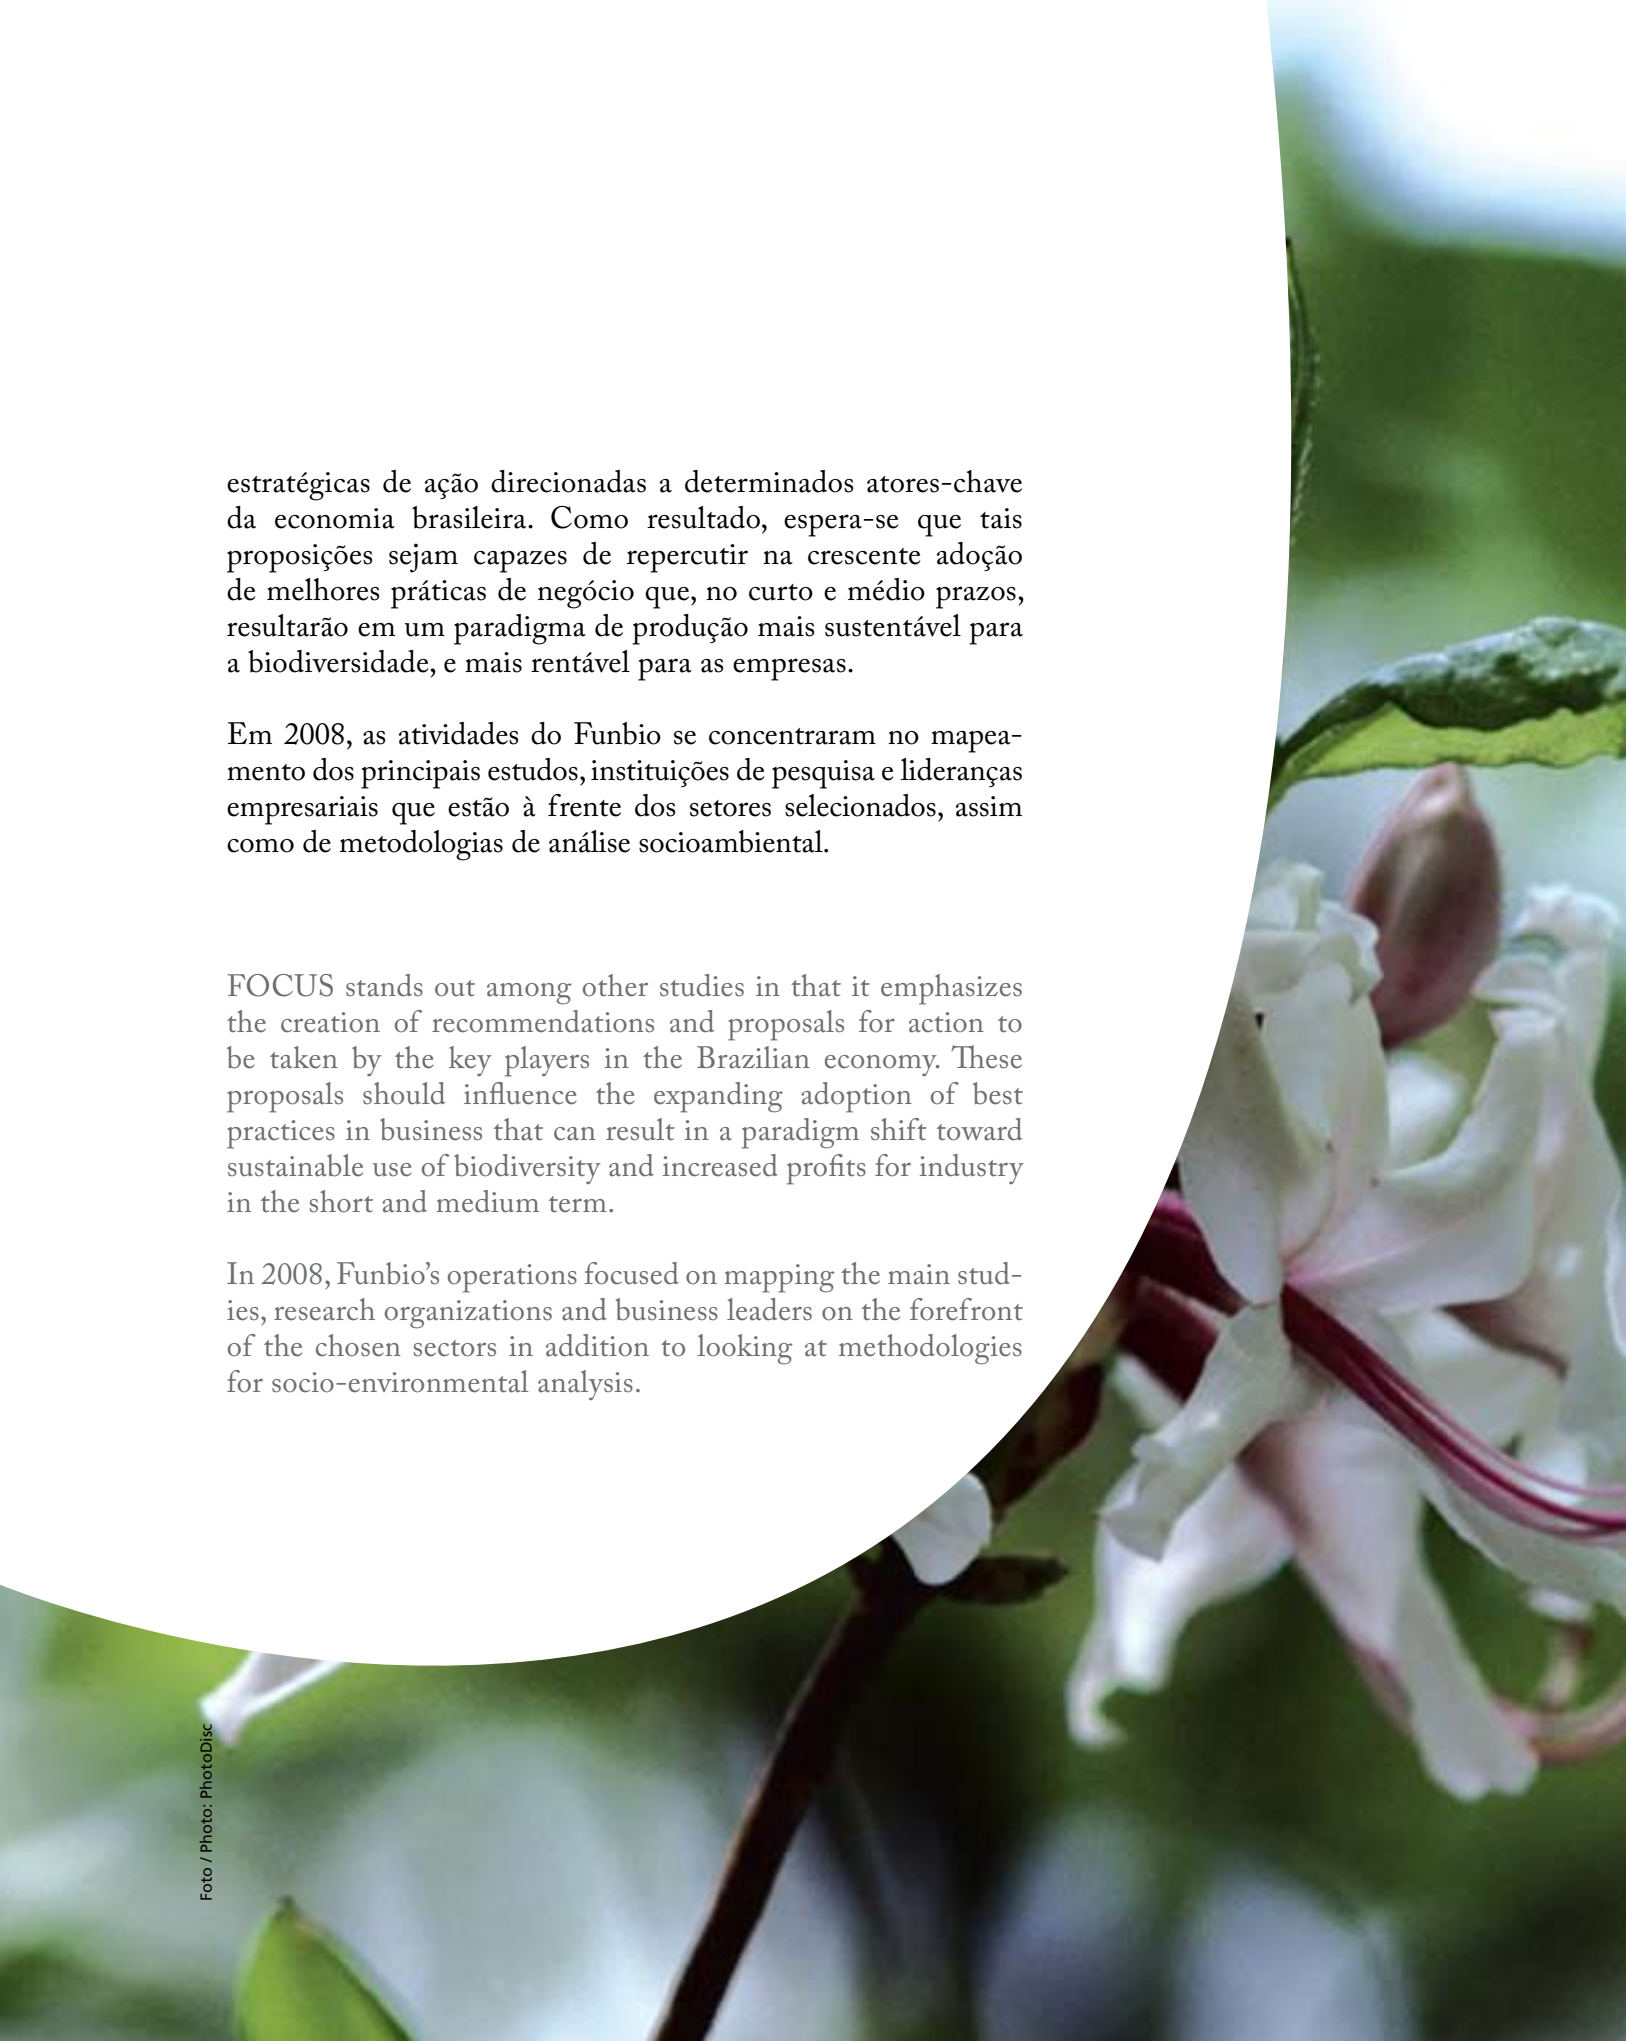 estratégicas de ação direcionadas a determinados atores-chave
da economia brasileira. Como resultado, espera-se que tais
proposições sejam capazes de repercutir na crescente adoção
de melhores práticas de negócio que, no curto e médio prazos,
resultarão em um paradigma de produção mais sustentável para
a biodiversidade, e mais rentável para as empresas.
Em 2008, as atividades do Funbio se concentraram no mapea-
mento dos principais estudos, instituições de pesquisa e lideranças
empresariais que estão à frente dos setores selecionados, assim
como de metodologias de análise socioambiental.
FOCUS stands out among other studies in that it emphasizes
the creation of recommendations and proposals for action to
be taken by the key players in the Brazilian economy. These
proposals should influence the expanding adoption of best
practices in business that can result in a paradigm shift toward
sustainable use of biodiversity and increased profits for industry
in the short and medium term.
In 2008, Funbio’s operations focused on mapping the main stud-
ies, research organizations and business leaders on the forefront
of the chosen sectors in addition to looking at methodologies
for socio-environmental analysis.
Foto / Photo: PhotoDisc